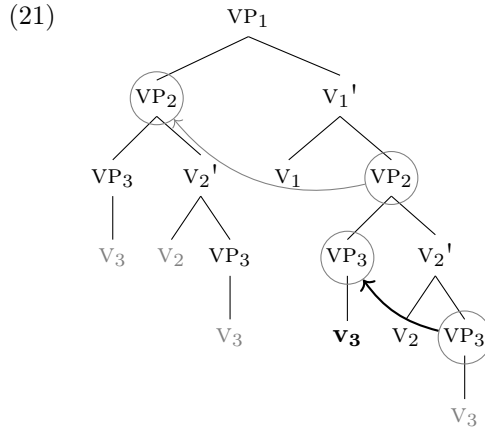 (21)
VP₁
VP₂ V₁'
VP₃ V₂' V₁ VP₂
V₃ V₂ VP₃ VP₃ V₂'
V₃ V₃ V₂ VP₃
V₃